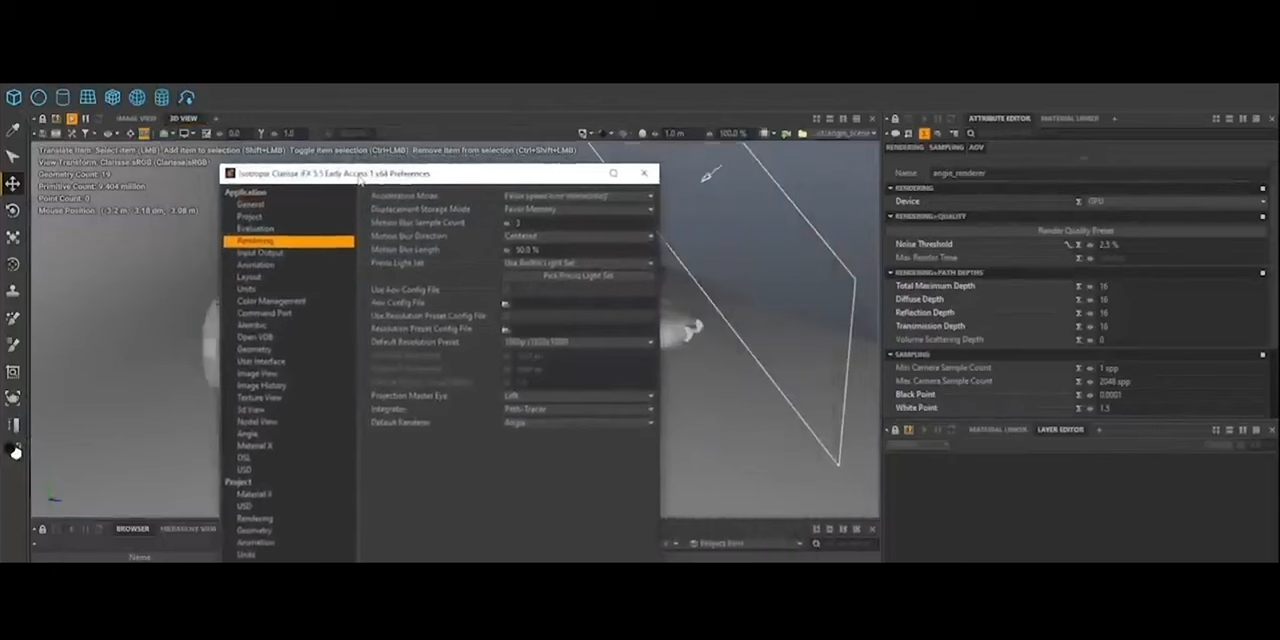 IMAGE VIEW 3D VIEW
ATTRIBUTE EDITOR MATERIAL LINKER
0.0 1.0 1.0 m 100.0 %
Translate Item: Select item (LMB) Add item to selection (Shift+LMB) Toggle item selection (Ctrl+LMB) Remove item from selection (Ctrl+Shift+LMB)
View Transform: Clarisse sRGB (Clarisse|sRGB)
Geometry Count: 19
Primitive Count: 9.404 million
Point Count: 0
Mouse Position:
Isotropix Clarisse iFX 5.5 Early Access 1 x64 Preferences
Application
General
Project
Evaluation
Rendering
Input Output
Animation
Layout
Units
Color Management
Command Port
Alembic
Open VDB
Geometry
User Interface
Image View
Image History
Texture View
3D View
Node View
Angie
Material X
OSL
USD
Project
Material X
USD
Rendering
Geometry
Animation
Units
Acceleration Mode
Displacement Storage Mode Favor Memory
Motion Blur Sample Count 3
Motion Blur Direction Centered
Motion Blur Length 50.0 %
Preset Light Set Use Builtin Light Set
Pick Preset Light Set
Use Aov Config File
Aov Config File
Use Resolution Preset Config File
Resolution Preset Config File
Default Resolution Preset 1080p (1920x1080)
Projection Master Eye Left
Integrator Path-Tracer
Default Renderer Angie
RENDERING SAMPLING AOV
Name angie_renderer
RENDERING
Device GPU
RENDERING>QUALITY
Render Quality Preset
Noise Threshold 2.5 %
Max Render Time
RENDERING>PATH DEPTHS
Total Maximum Depth 16
Diffuse Depth 16
Reflection Depth 16
Transmission Depth 16
Volume Scattering Depth 0
SAMPLING
Min Camera Sample Count 1 spp
Max Camera Sample Count 2048 spp
Black Point 0.0001
White Point 1.5
MATERIAL LINKER LAYER EDITOR
BROWSER HIERARCHY VIEW
Project Item
Name